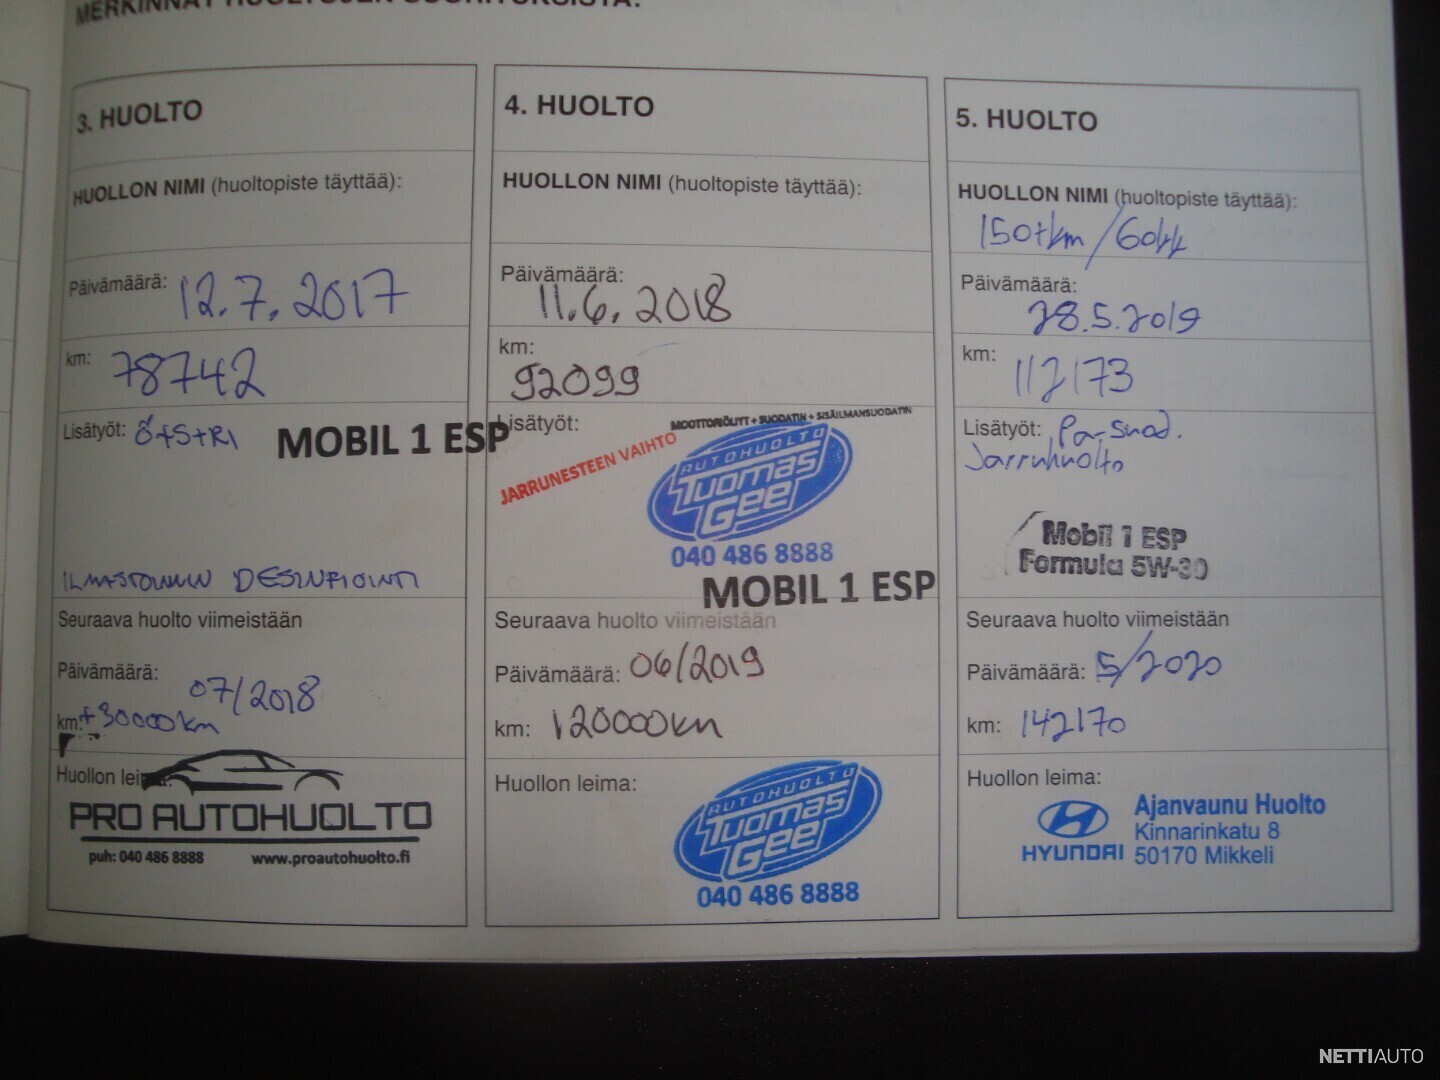 MERKINNÄT HUOLTOJEN SUORITUKSISTA:
3. HUOLTO
HUOLLON NIMI (huoltopiste täyttää):
Päivämäärä: 12.7.2017
km: 78742
Lisätyöt: Ö+S+RI MOBIL 1 ESP
ILMASTOINNIN DESINFIOINTI
Seuraava huolto viimeistään
Päivämäärä: 07/2018
km: +30000km
Huollon leima:
PRO AUTOHUOLTO
puh: 040 486 8888 www.proautohuolto.fi
4. HUOLTO
HUOLLON NIMI (huoltopiste täyttää):
Päivämäärä: 11.6.2018
km: 92099
Lisätyöt: MOOTTORIÖLJYT + SUODATIN + SISÄILMANSUODATIN
JARRUNESTEEN VAIHTO
AUTOHUOLTO
Tuomas
Gee
040 486 8888
MOBIL 1 ESP
Seuraava huolto viimeistään
Päivämäärä: 06/2019
km: 120000km
Huollon leima:
AUTOHUOLTO
Tuomas
Gee
040 486 8888
5. HUOLTO
HUOLLON NIMI (huoltopiste täyttää):
150tkm/60kk
Päivämäärä:
28.5.2019
km: 112173
Lisätyöt: Pa-Suod.
Jarruhuolto
Mobil 1 ESP
Formula 5W-30
Seuraava huolto viimeistään
Päivämäärä: 5/2020
km: 142170
Huollon leima:
HYUNDAI
Ajanvaunu Huolto
Kinnarinkatu 8
50170 Mikkeli
NETTIAUTO